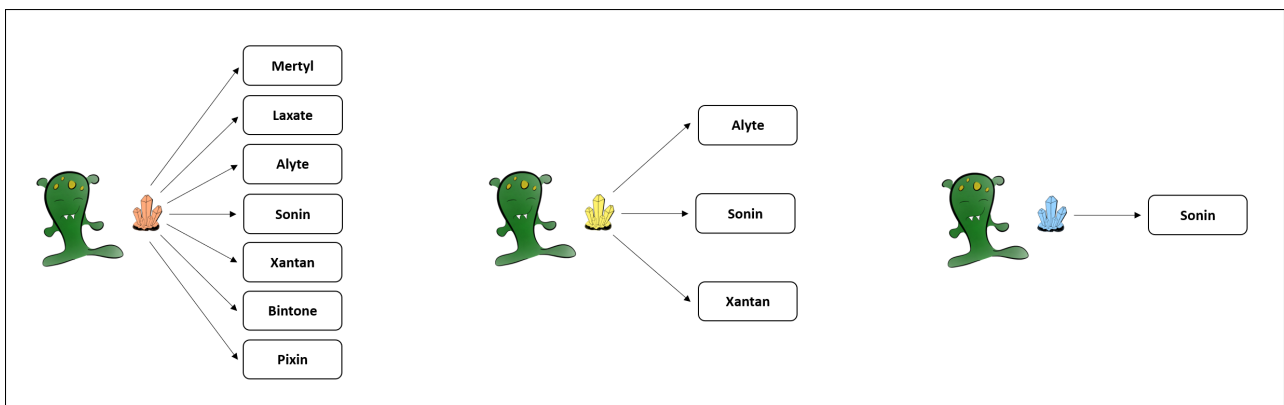 Mertyl
Laxate
Alyte
Sonin
Xantan
Bintone
Pixin
Alyte
Sonin
Xantan
Sonin